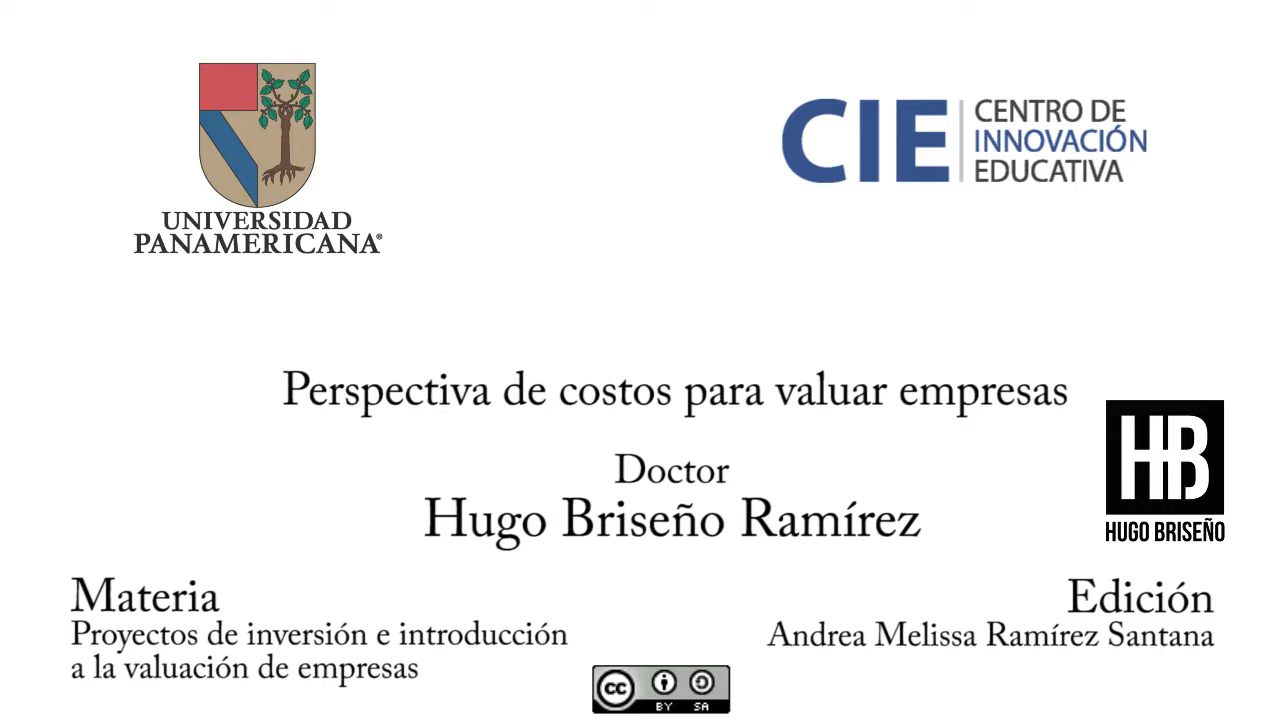 UNIVERSIDAD
PANAMERICANA®
CIE
CENTRO DE
INNOVACIÓN
EDUCATIVA
Perspectiva de costos para valuar empresas
Doctor
Hugo Briseño Ramírez
HB
HUGO BRISEÑO
Materia
Proyectos de inversión e introducción
a la valuación de empresas
Edición
Andrea Melissa Ramírez Santana
cc
BY SA